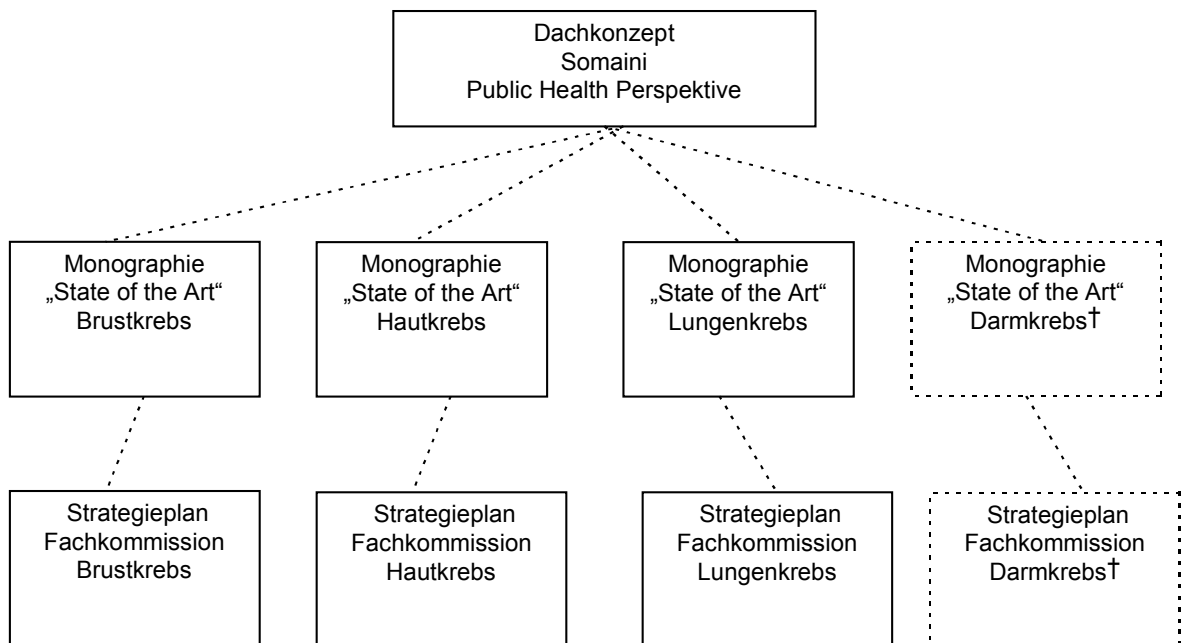 Dachkonzept
Somaini
Public Health Perspektive
Monographie
„State of the Art“
Brustkrebs
Monographie
„State of the Art“
Hautkrebs
Monographie
„State of the Art“
Lungenkrebs
Monographie
„State of the Art“
Darmkrebs†
Strategieplan
Fachkommission
Brustkrebs
Strategieplan
Fachkommission
Hautkrebs
Strategieplan
Fachkommission
Lungenkrebs
Strategieplan
Fachkommission
Darmkrebs†